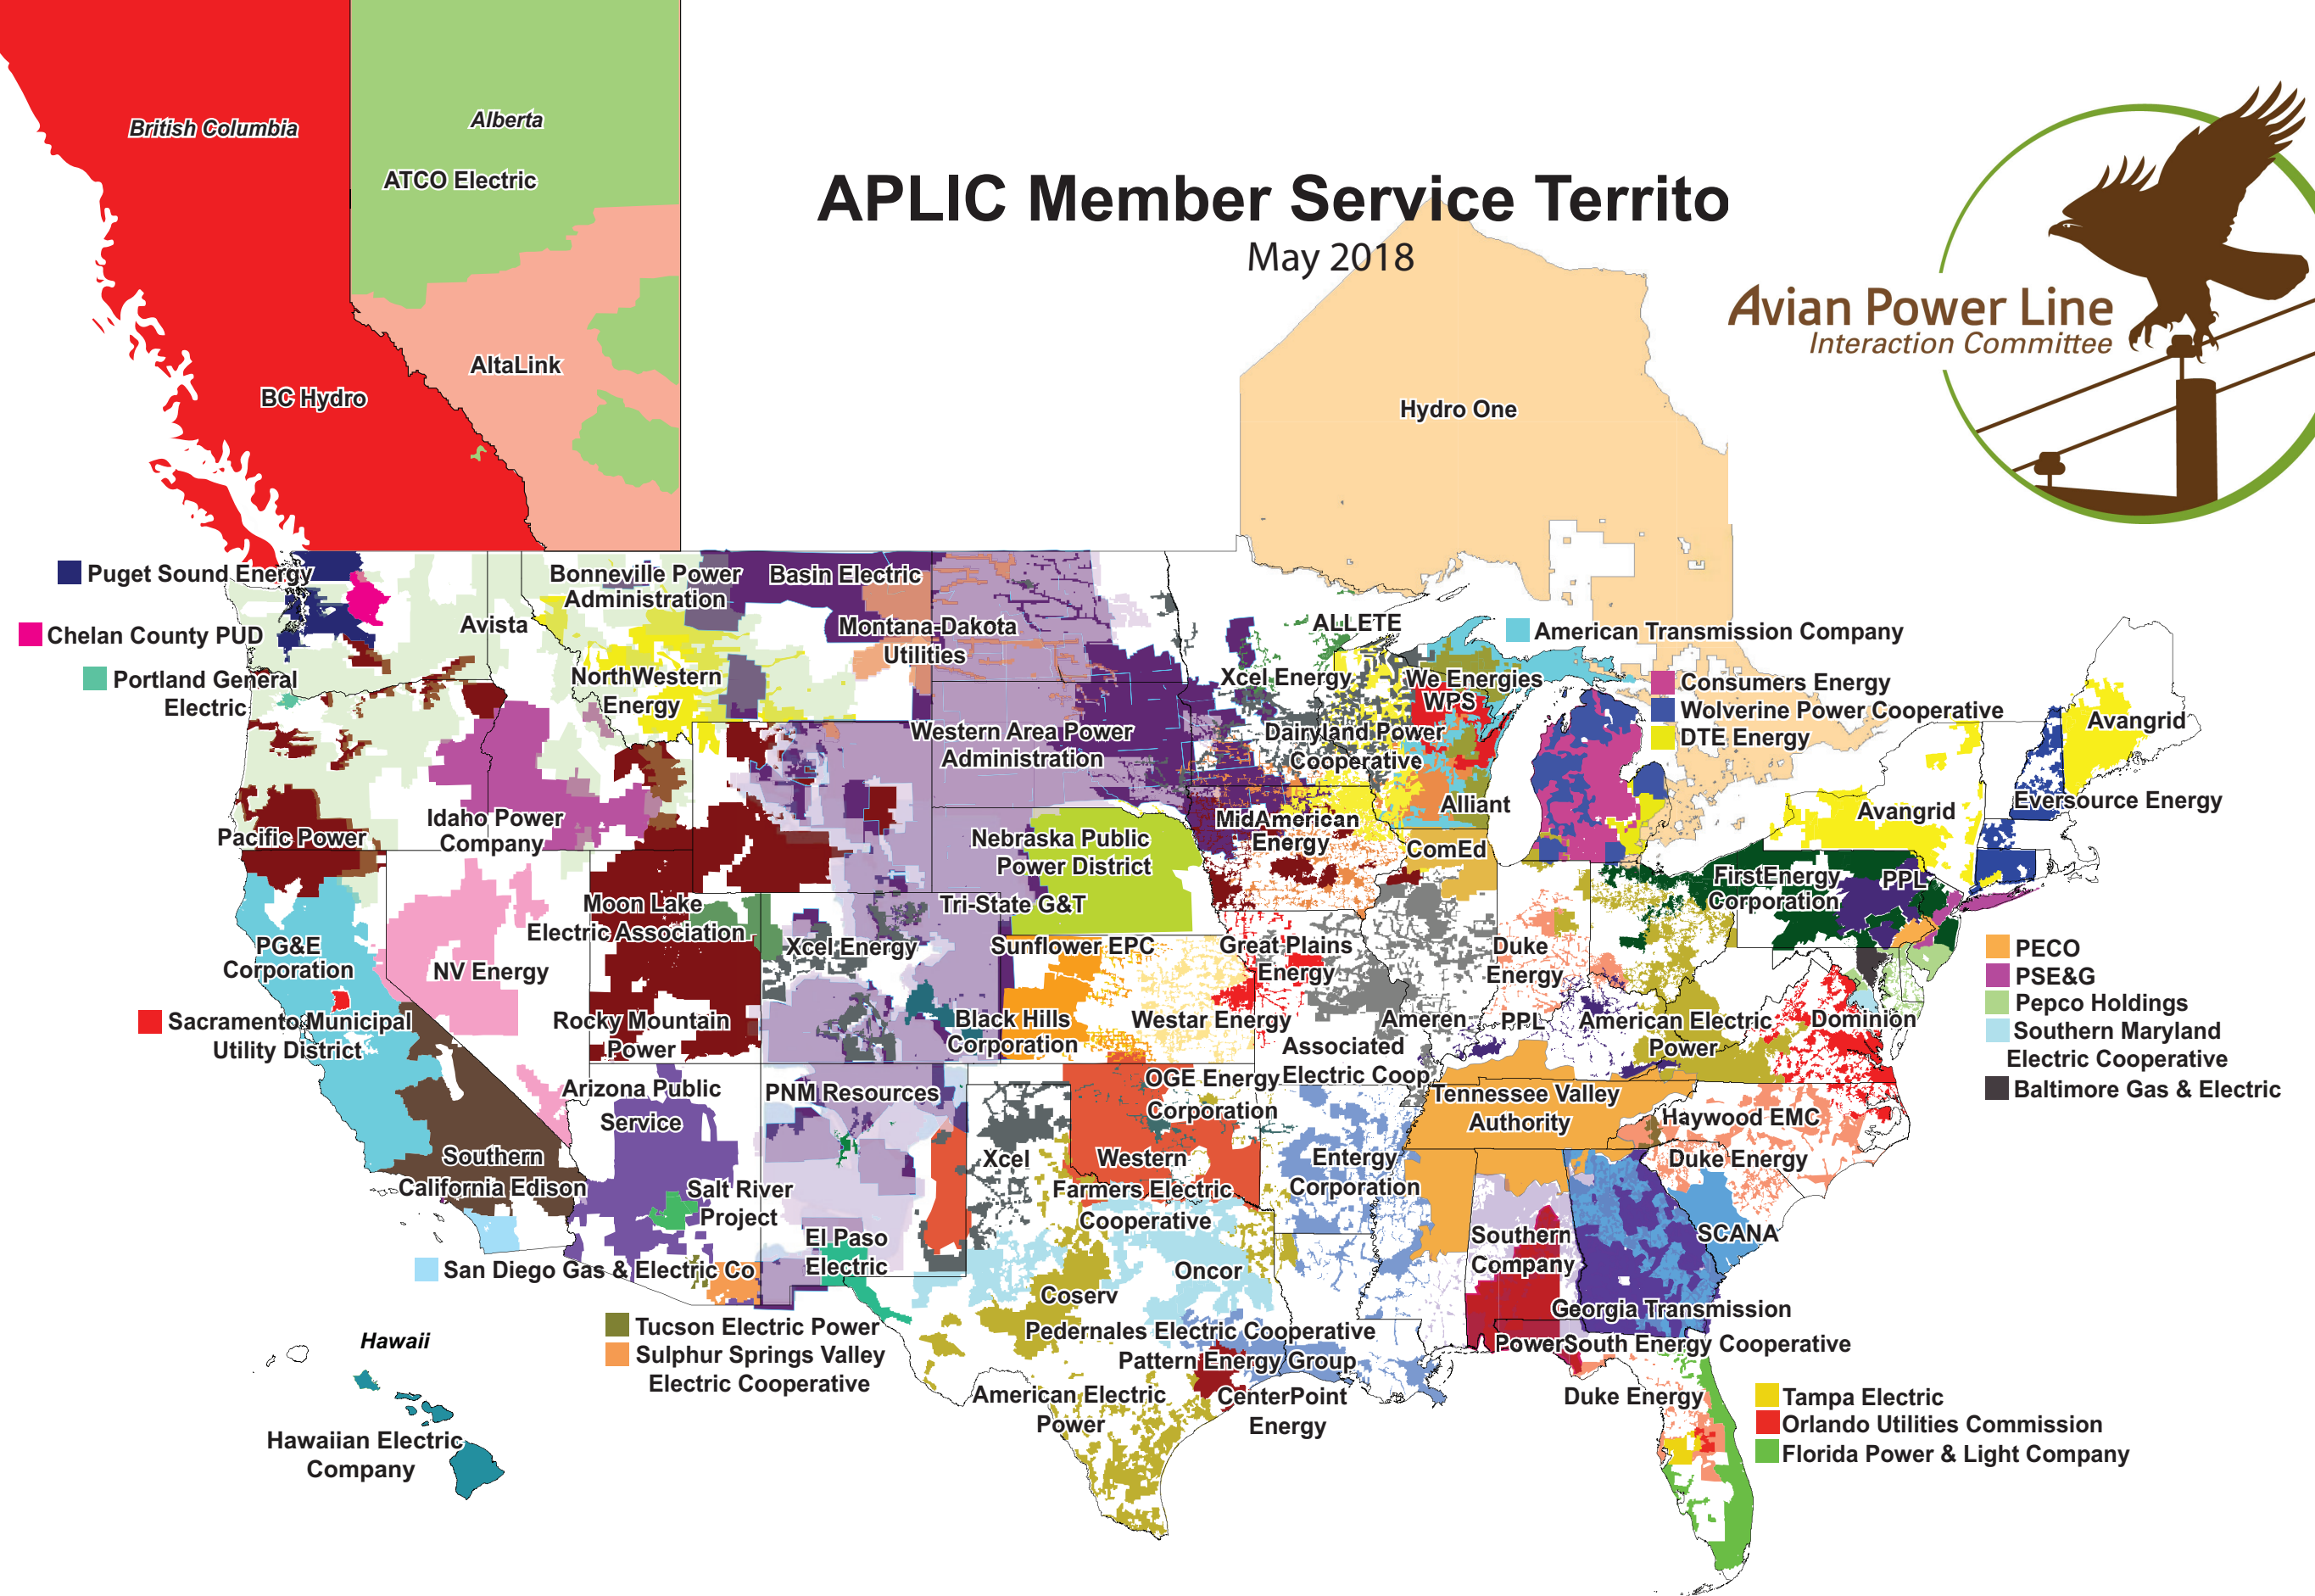 APLIC Member Service Territo
May 2018
Avian Power Line
Interaction Committee
British Columbia
Alberta
ATCO Electric
AltaLink
BC Hydro
Hydro One
Puget Sound Energy
Chelan County PUD
Portland General
Electric
Avista
Bonneville Power
Administration
Basin Electric
Montana-Dakota
Utilities
NorthWestern
Energy
ALLETE
American Transmission Company
Xcel Energy
We Energies
WPS
Consumers Energy
Wolverine Power Cooperative
DTE Energy
Avangrid
Western Area Power
Administration
Dairyland Power
Cooperative
Alliant
Eversource Energy
Avangrid
Pacific Power
Idaho Power
Company
Nebraska Public
Power District
MidAmerican
Energy
ComEd
FirstEnergy
Corporation
PPL
Moon Lake
Electric Association
Tri-State G&T
PG&E
Corporation
NV Energy
Xcel Energy
Sunflower EPC
Great Plains
Energy
Duke
Energy
PECO
PSE&G
Pepco Holdings
Southern Maryland
Electric Cooperative
Baltimore Gas & Electric
Sacramento Municipal
Utility District
Rocky Mountain
Power
Black Hills
Corporation
Westar Energy
Ameren
PPL
American Electric
Power
Dominion
Associated
Electric Coop
Arizona Public
Service
PNM Resources
OGE Energy
Corporation
Tennessee Valley
Authority
Haywood EMC
Southern
California Edison
Salt River
Project
Xcel
Western
Farmers Electric
Cooperative
Entergy
Corporation
Duke Energy
El Paso
Electric
San Diego Gas & Electric Co
Oncor
Coserv
Southern
Company
SCANA
Georgia Transmission
Tucson Electric Power
Sulphur Springs Valley
Electric Cooperative
Pedernales Electric Cooperative
PowerSouth Energy Cooperative
Pattern Energy Group
American Electric
Power
CenterPoint
Energy
Duke Energy
Tampa Electric
Orlando Utilities Commission
Florida Power & Light Company
Hawaii
Hawaiian Electric
Company